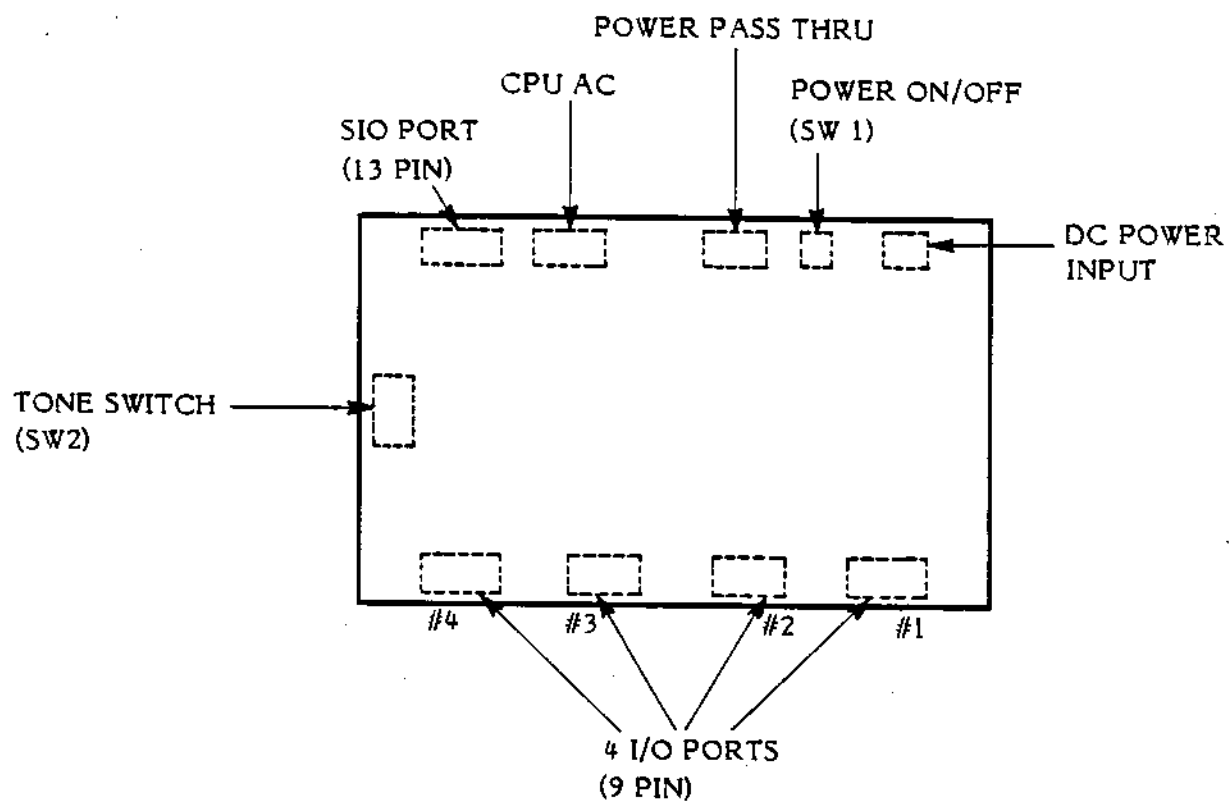 POWER PASS THRU
CPU AC
POWER ON/OFF
(SW 1)
SIO PORT
(13 PIN)
DC POWER
INPUT
TONE SWITCH
(SW2)
#4
#3
#2
#1
4 I/O PORTS
(9 PIN)